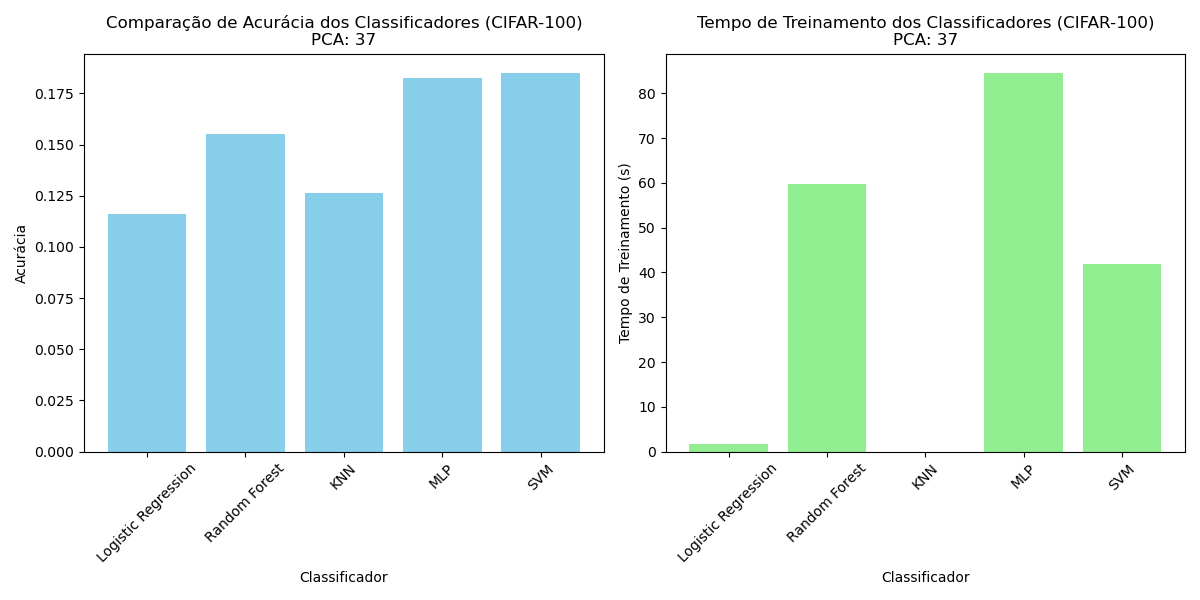 Comparação de Acurácia dos Classificadores (CIFAR-100)
PCA: 37
Acurácia
0.175
0.150
0.125
0.100
0.075
0.050
0.025
0.000
Logistic Regression
Random Forest
KNN
MLP
SVM
Classificador
Tempo de Treinamento dos Classificadores (CIFAR-100)
PCA: 37
Tempo de Treinamento (s)
80
70
60
50
40
30
20
10
0
Logistic Regression
Random Forest
KNN
MLP
SVM
Classificador